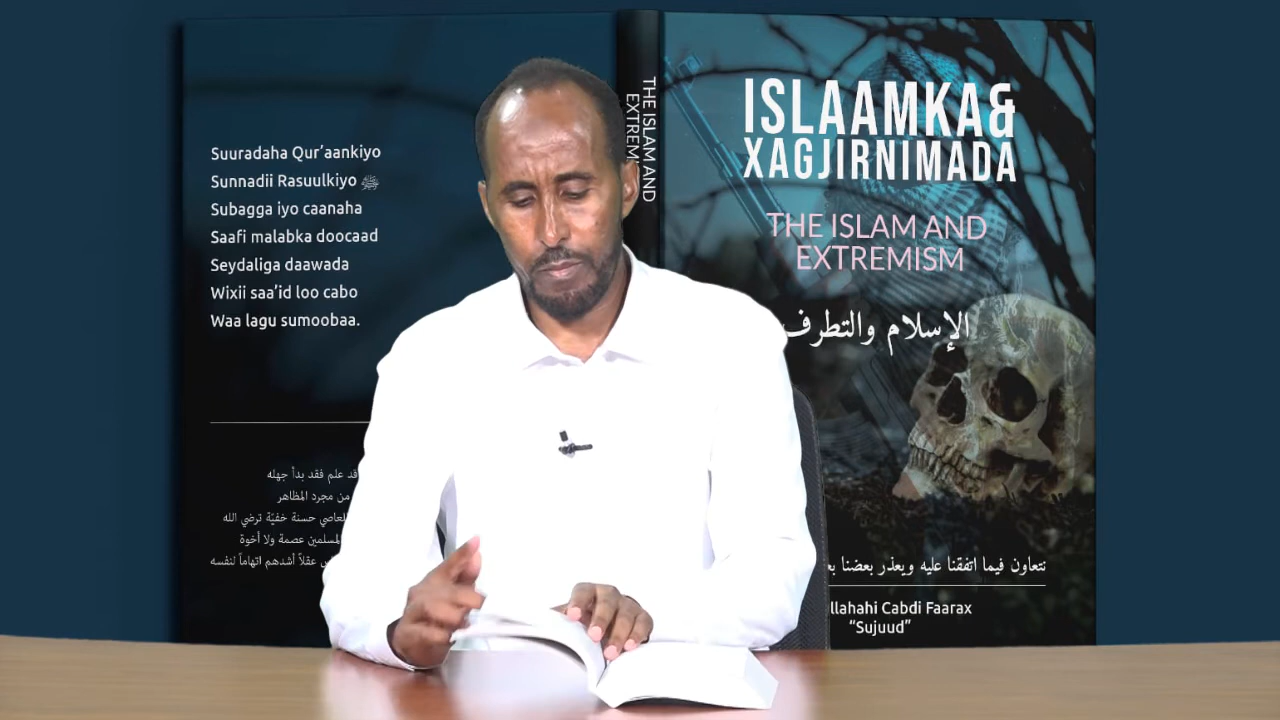 Suuradaha Qur'aankiyo
Sunnadii Rasuulkiyo ﷺ
Subagga iyo caanaha
Saafi malabka doocaad
Seydaliga daawada
Wixii saa'id loo cabo
Waa lagu sumoobaa.
قد علم فقد بدأ جهله
من مجرد المظاهر
للعاصي حسنة خفيّة ترضي الله
المسلمين عصمة ولا أخوة
عقلاً أشدهم اتهاماً لنفسه
THE ISLAM AND
EXTREM
ISLAAMKA&
XAGJIRNIMADA
THE ISLAM AND
EXTREMISM
الإسلام والتطرف
نتعاون فيما اتفقنا عليه ويعذر بعضنا
llahahi Cabdi Faarax
“Sujuud”